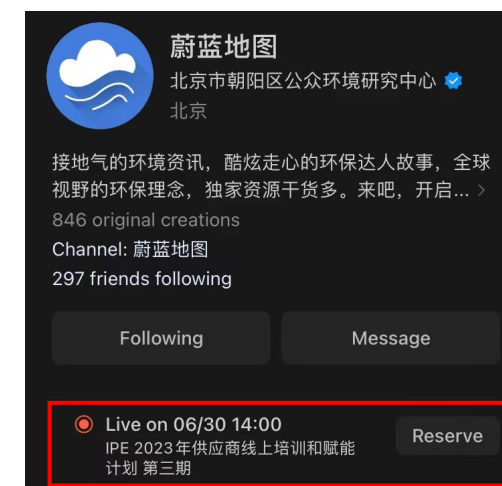 蔚蓝地图
北京市朝阳区公众环境研究中心
北京
接地气的环境资讯，酷炫走心的环保达人故事，全球
视野的环保理念，独家资源干货多。来吧，开启...
846 original creations
Channel: 蔚蓝地图
297 friends following
Following
Message
Live on 06/30 14:00
IPE 2023年供应商线上培训和赋能
计划 第三期
Reserve